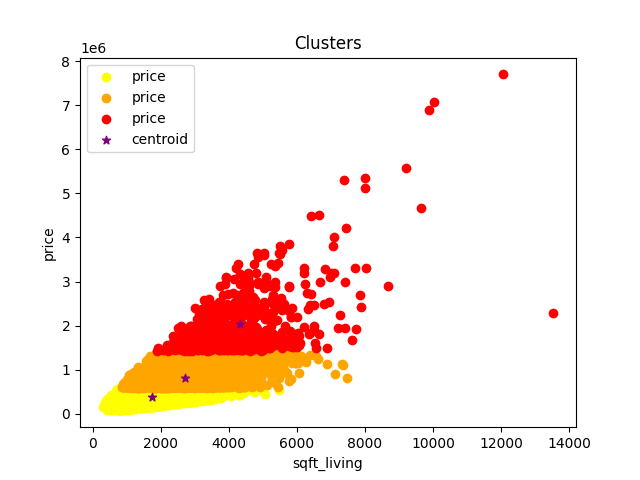 Clusters
1e6
price
price
price
centroid
8
7
6
5
4
3
2
1
0
price
0 2000 4000 6000 8000 10000 12000 14000
sqft_living